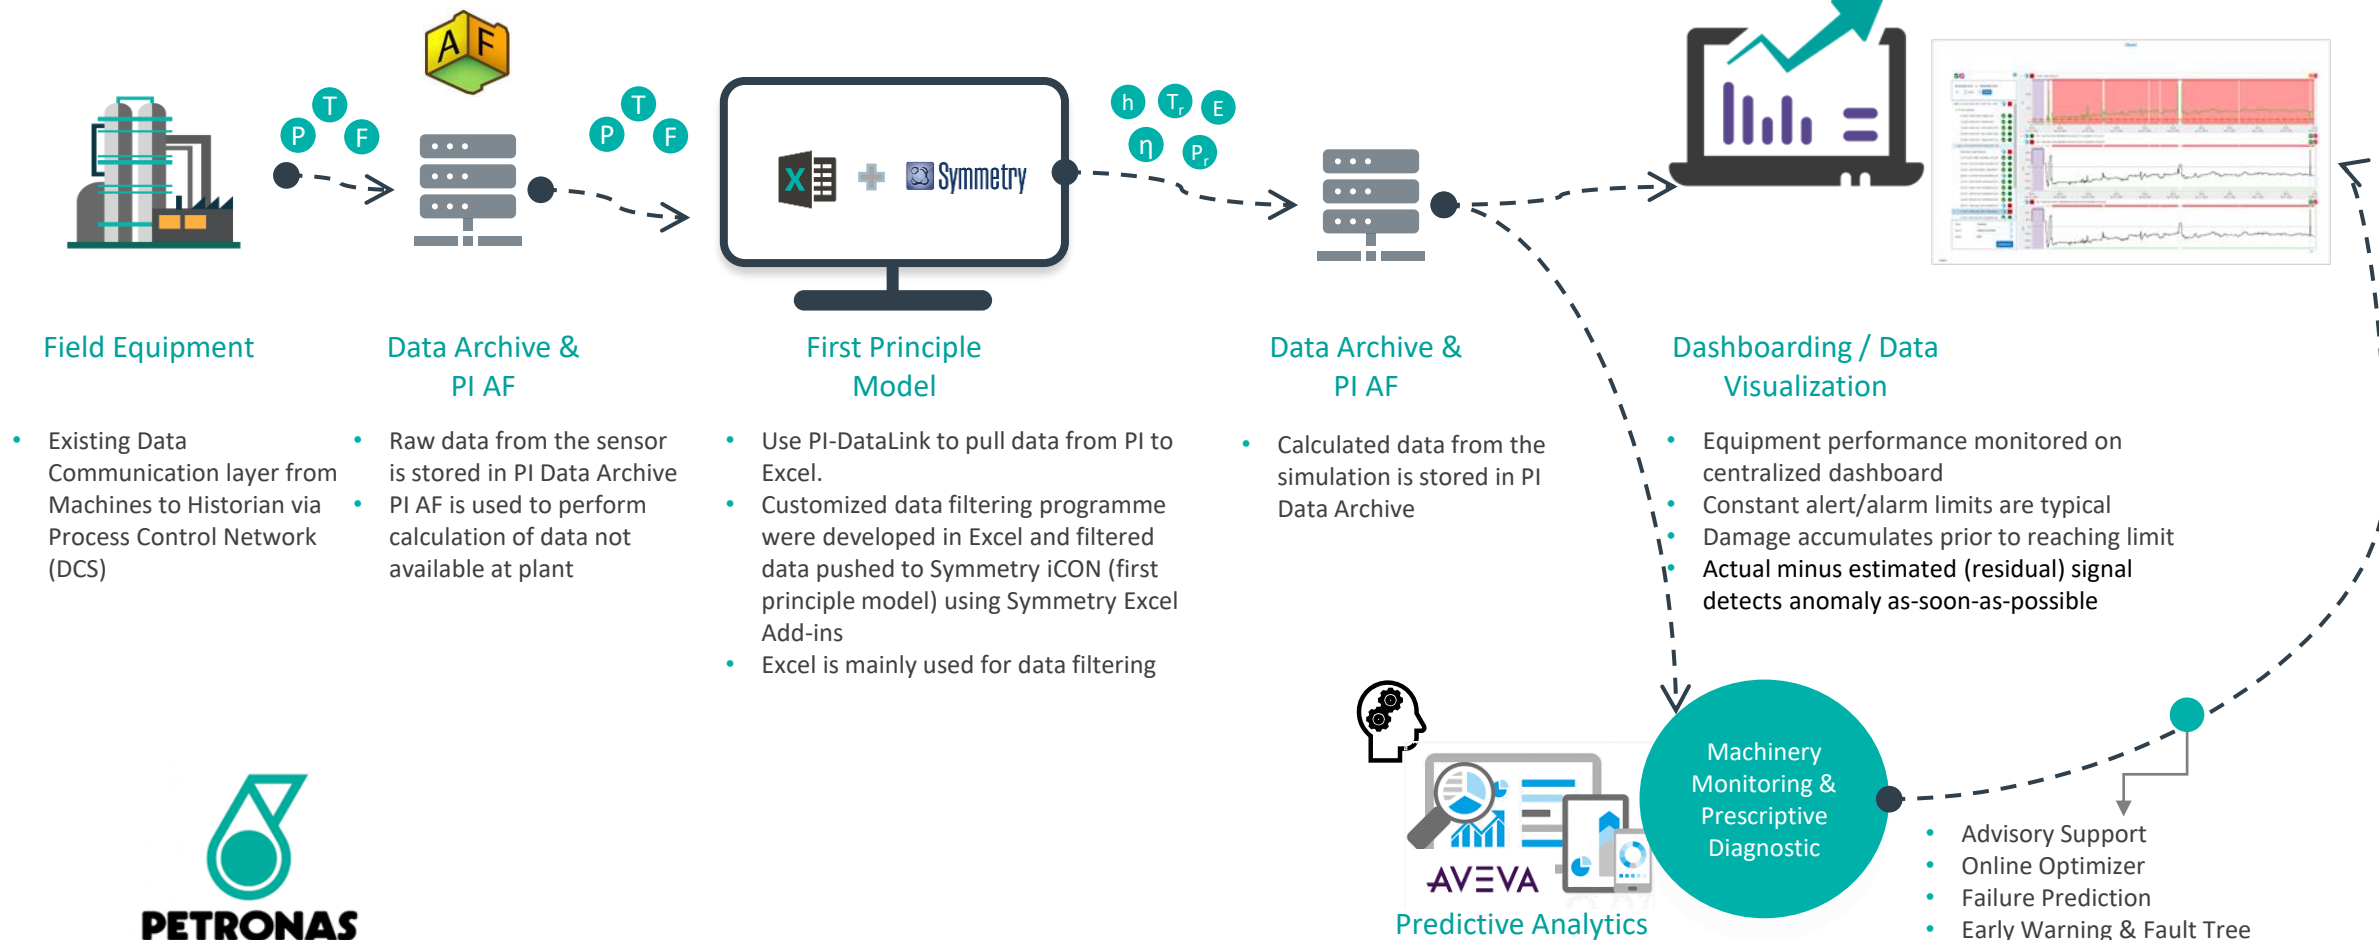 A F
T
P
F
T
P
F
X
Symmetry
h
Tr
E
η
Pr
Field Equipment
Data Archive &
PI AF
First Principle
Model
Data Archive &
PI AF
Dashboarding / Data
Visualization
• Existing Data
Communication layer from
Machines to Historian via
Process Control Network
(DCS)
• Raw data from the sensor
is stored in PI Data Archive
• PI AF is used to perform
calculation of data not
available at plant
• Use PI-DataLink to pull data from PI to
Excel.
• Customized data filtering programme
were developed in Excel and filtered
data pushed to Symmetry iCON (first
principle model) using Symmetry Excel
Add-ins
• Excel is mainly used for data filtering
• Calculated data from the
simulation is stored in PI
Data Archive
• Equipment performance monitored on
centralized dashboard
• Constant alert/alarm limits are typical
• Damage accumulates prior to reaching limit
• Actual minus estimated (residual) signal
detects anomaly as-soon-as-possible
Machinery
Monitoring &
Prescriptive
Diagnostic
AVEVA
Predictive Analytics
• Advisory Support
• Online Optimizer
• Failure Prediction
• Early Warning & Fault Tree
PETRONAS